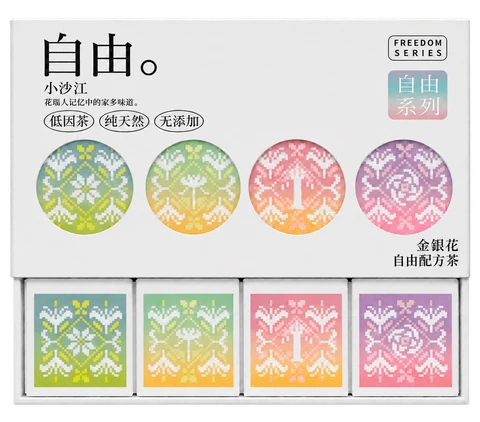 自由。
小沙江
花瑶人记忆中的家乡味道。
低因茶 纯天然 无添加
FREEDOM
SERIES
自由
系列
金銀花
自由配方茶